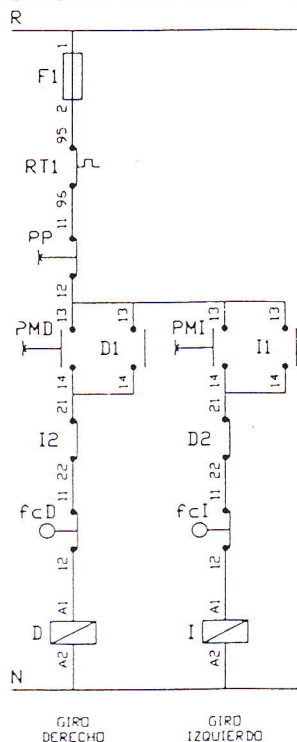 R
1
F1
2
95
RT1
96
11
PP
12
13
13
13
13
PMD
D1
PMI
I1
14
14
14
14
21
21
I2
D2
22
22
11
11
fcD
fcI
12
12
A1
A1
D
I
A2
A2
N
GIRO
DERECHO
GIRO
IZQUIERDO